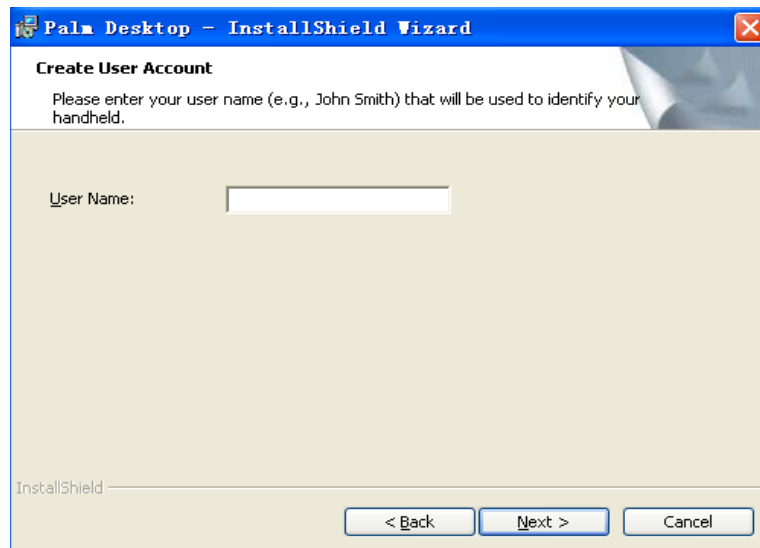 Palm Desktop - InstallShield Wizard
Create User Account
Please enter your user name (e.g., John Smith) that will be used to identify your
handheld.
User Name:
InstallShield
< Back
Next >
Cancel